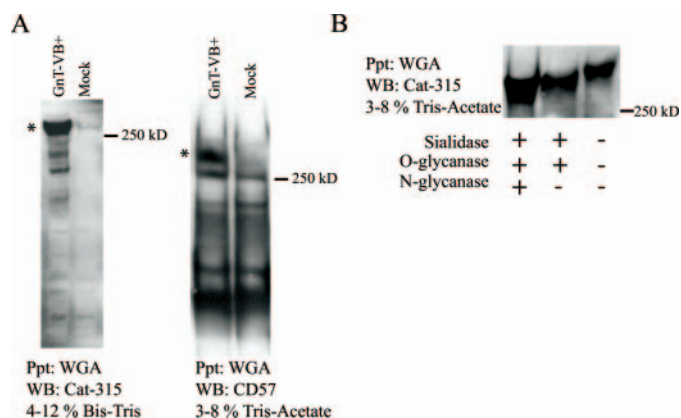 A
B
GnT-VB+
Mock
GnT-VB+
Mock
*
250 kD
*
250 kD
Ppt: WGA
WB: Cat-315
4-12 % Bis-Tris
Ppt: WGA
WB: CD57
3-8 % Tris-Acetate
Ppt: WGA
WB: Cat-315
3-8 % Tris-Acetate
250 kD
Sialidase + + -
O-glycanase + + -
N-glycanase + - -